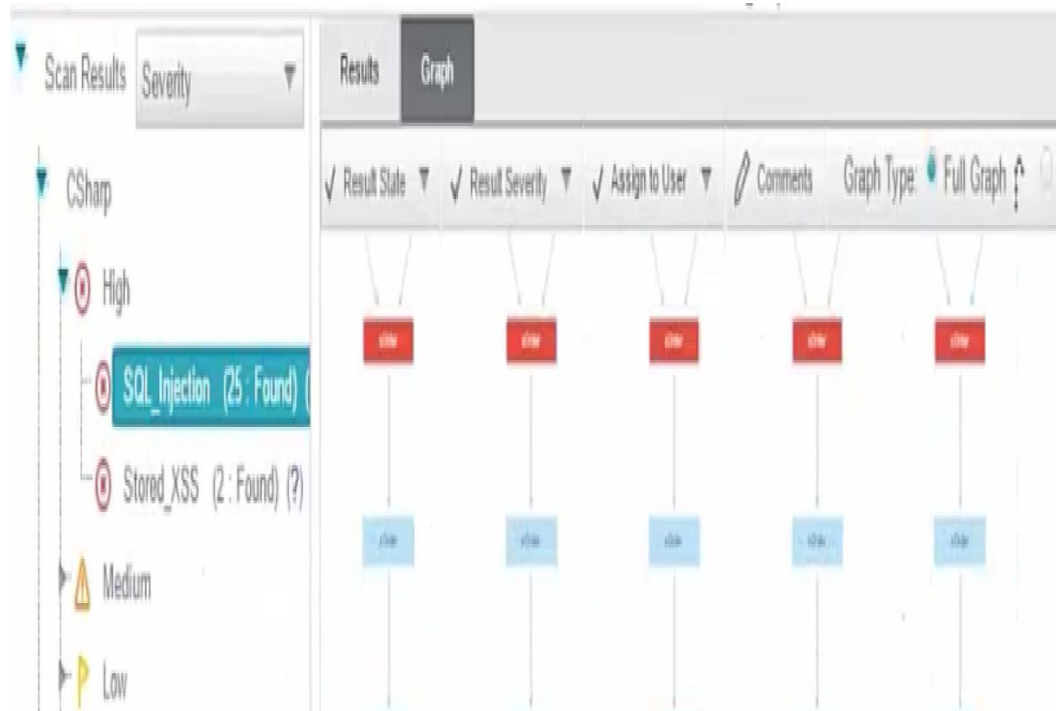 Scan Results
Severity
Results
Graph
Result State
Result Severity
Assign to User
Comments
Graph Type:
Full Graph
CSharp
High
SQL_Injection (25 : Found) (
Stored_XSS (2 : Found) (?)
Medium
Low